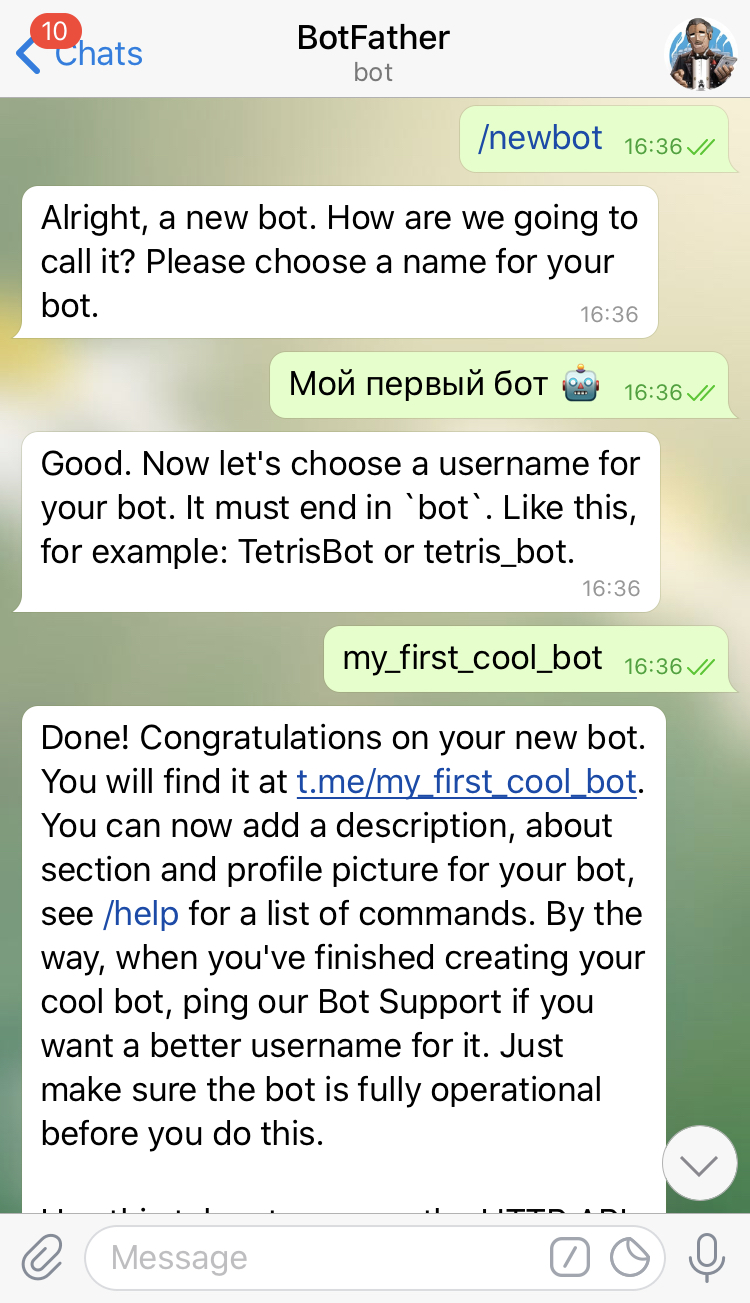 10
Chats
BotFather
bot
/newbot 16:36
Alright, a new bot. How are we going to
call it? Please choose a name for your
bot.
16:36
Мой первый бот 🤖 16:36
Good. Now let's choose a username for
your bot. It must end in `bot`. Like this,
for example: TetrisBot or tetris_bot.
16:36
my_first_cool_bot 16:36
Done! Congratulations on your new bot.
You will find it at t.me/my_first_cool_bot.
You can now add a description, about
section and profile picture for your bot,
see /help for a list of commands. By the
way, when you've finished creating your
cool bot, ping our Bot Support if you
want a better username for it. Just
make sure the bot is fully operational
before you do this.
Message